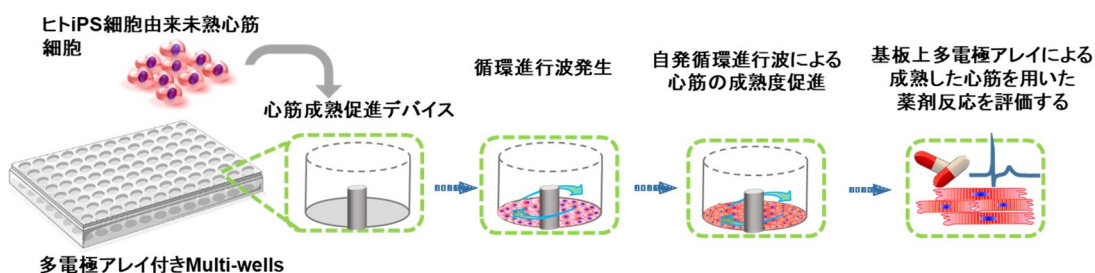 ヒトiPS細胞由来未熟心筋
細胞
心筋成熟促進デバイス
循環進行波発生
自発循環進行波による
心筋の成熟度促進
基板上多電極アレイによる
成熟した心筋を用いた
薬剤反応を評価する
多電極アレイ付きMulti-wells